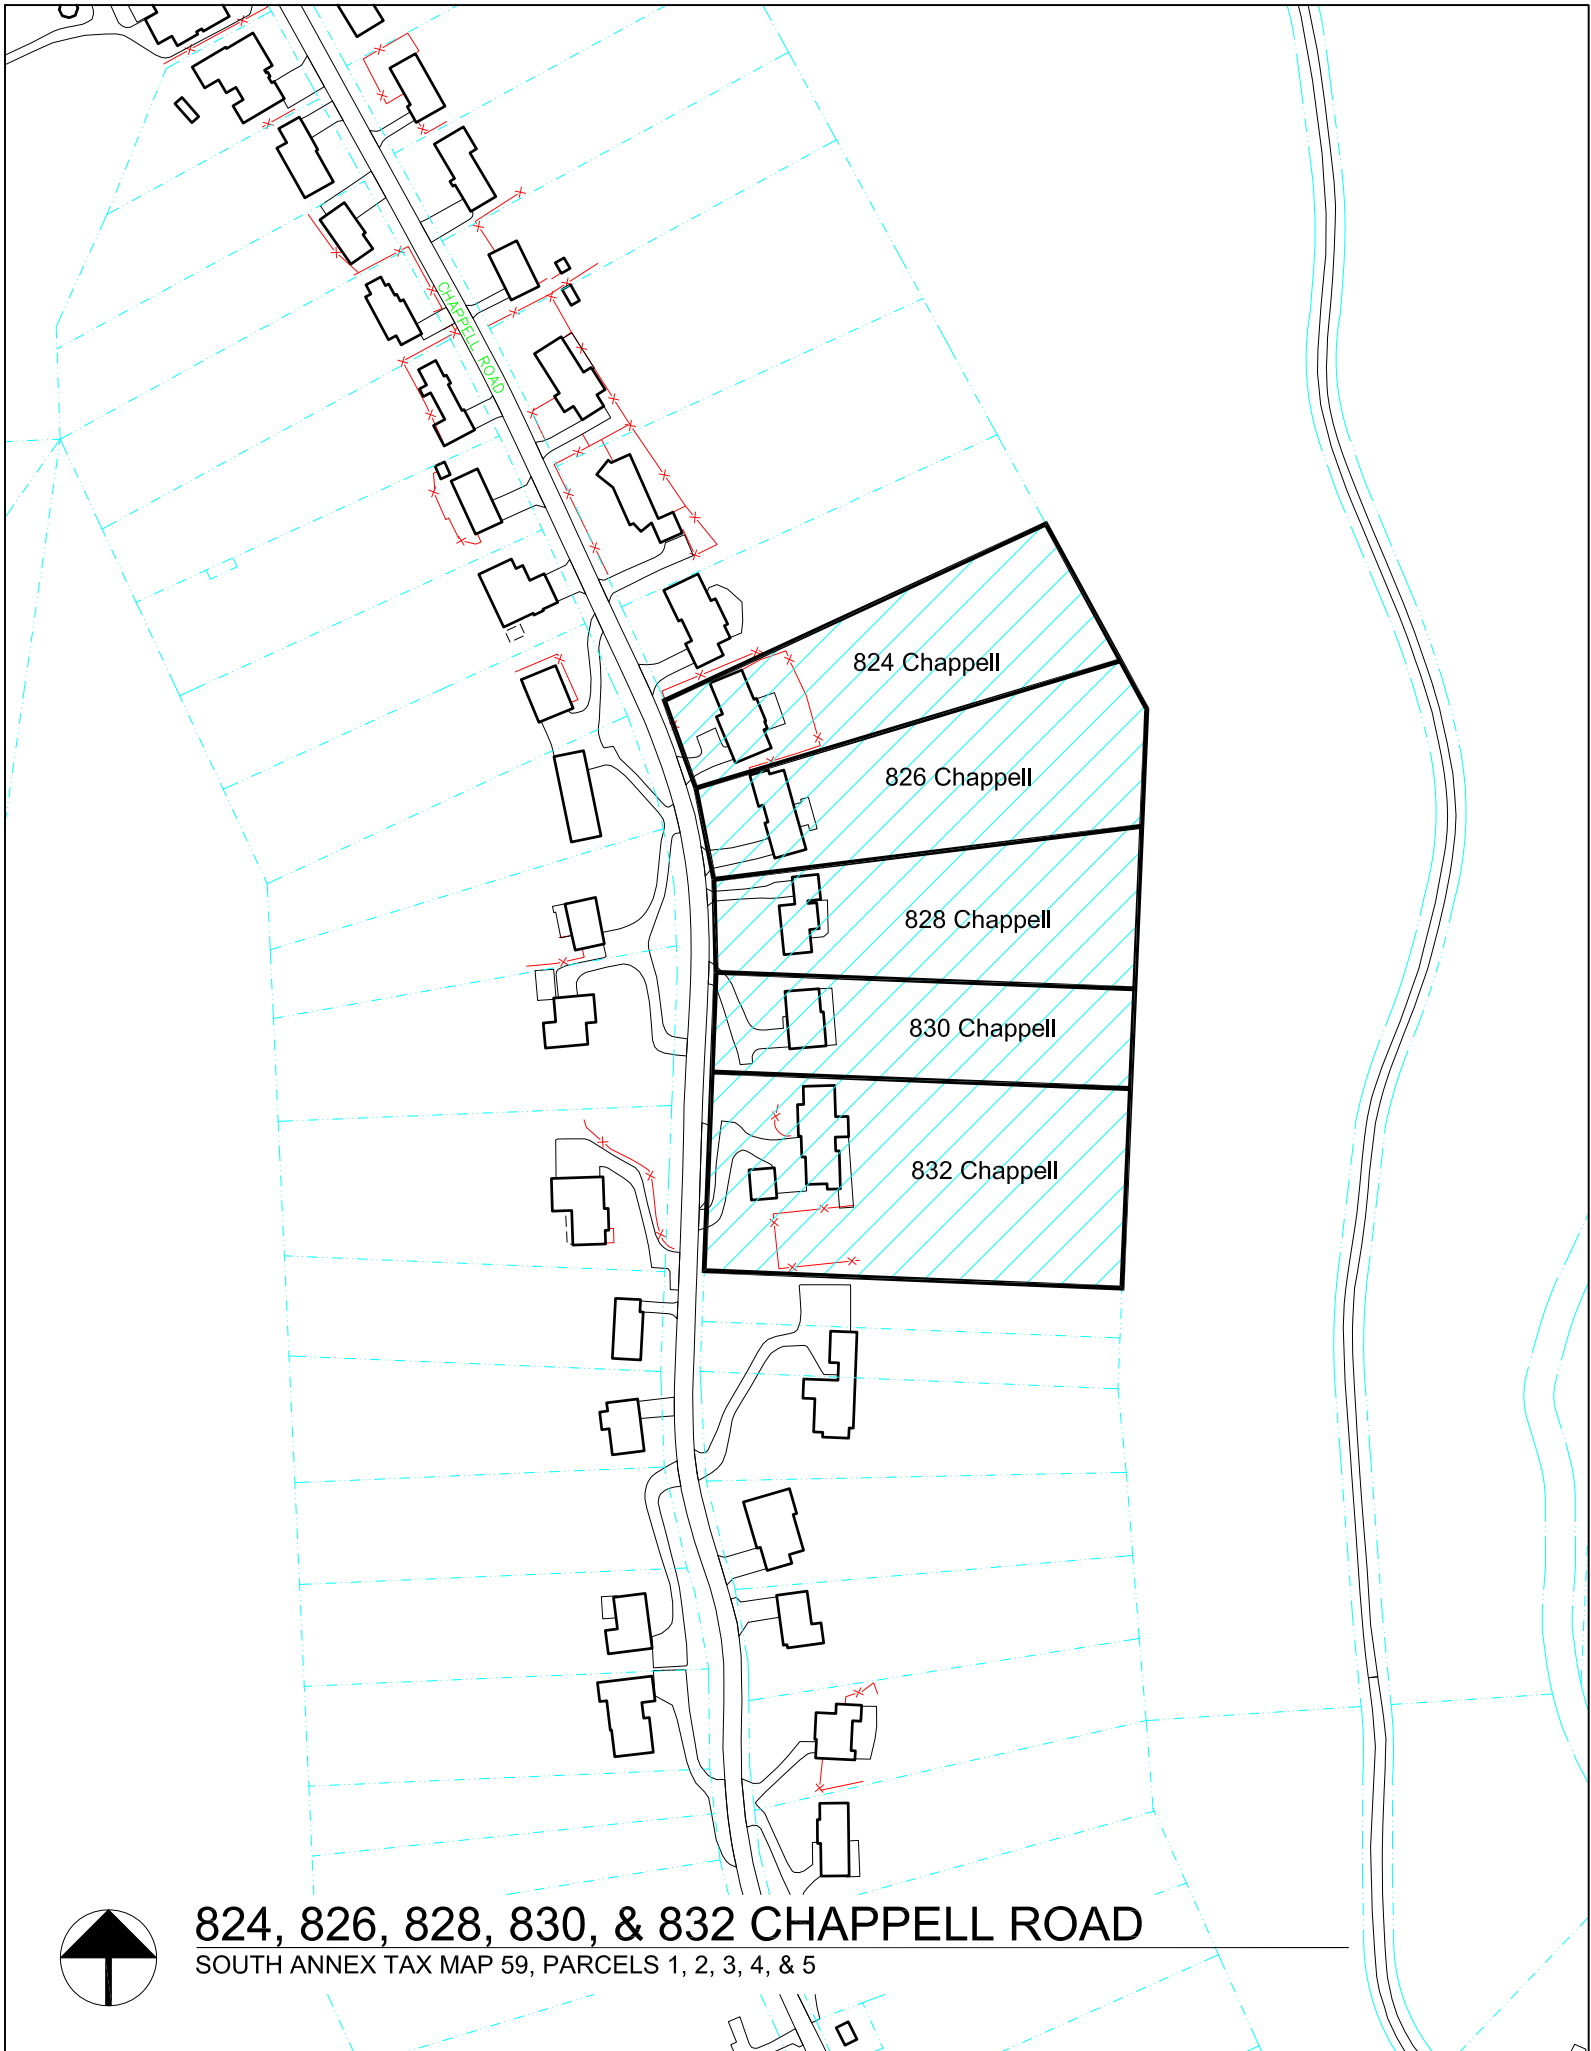 CHAPPELL ROAD
824 Chappell
826 Chappell
828 Chappell
830 Chappell
832 Chappell
824, 826, 828, 830, & 832 CHAPPELL ROAD
SOUTH ANNEX TAX MAP 59, PARCELS 1, 2, 3, 4, & 5